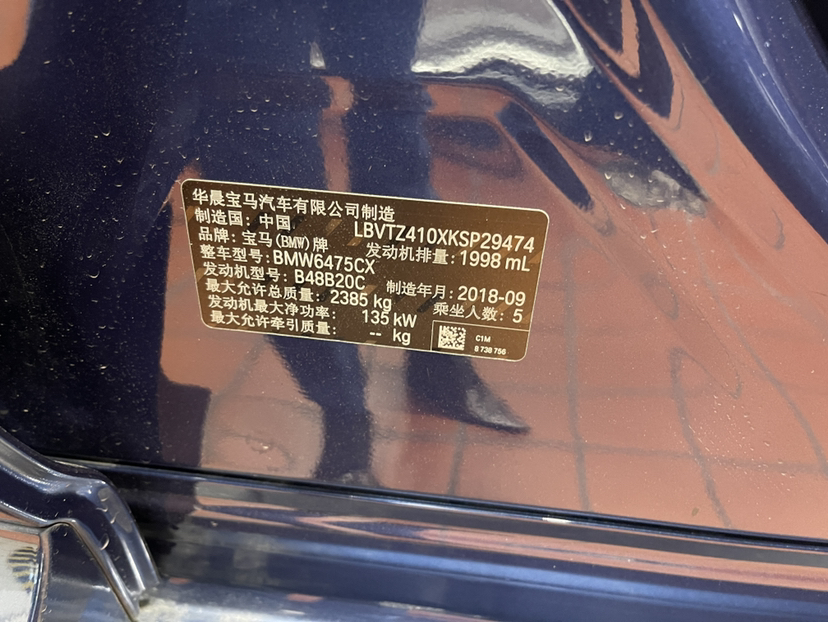 华晨宝马汽车有限公司制造
制造国：中国 LBVTZ410XKSP29474
品牌：宝马(BMW)牌 发动机排量：1998 mL
整车型号：BMW6475CX
发动机型号：B48B20C 制造年月：2018-09
最大允许总质量：2385 kg 乘坐人数：5
发动机最大净功率：135 kW
最大允许牵引质量：-- kg
C1M
8 738 756